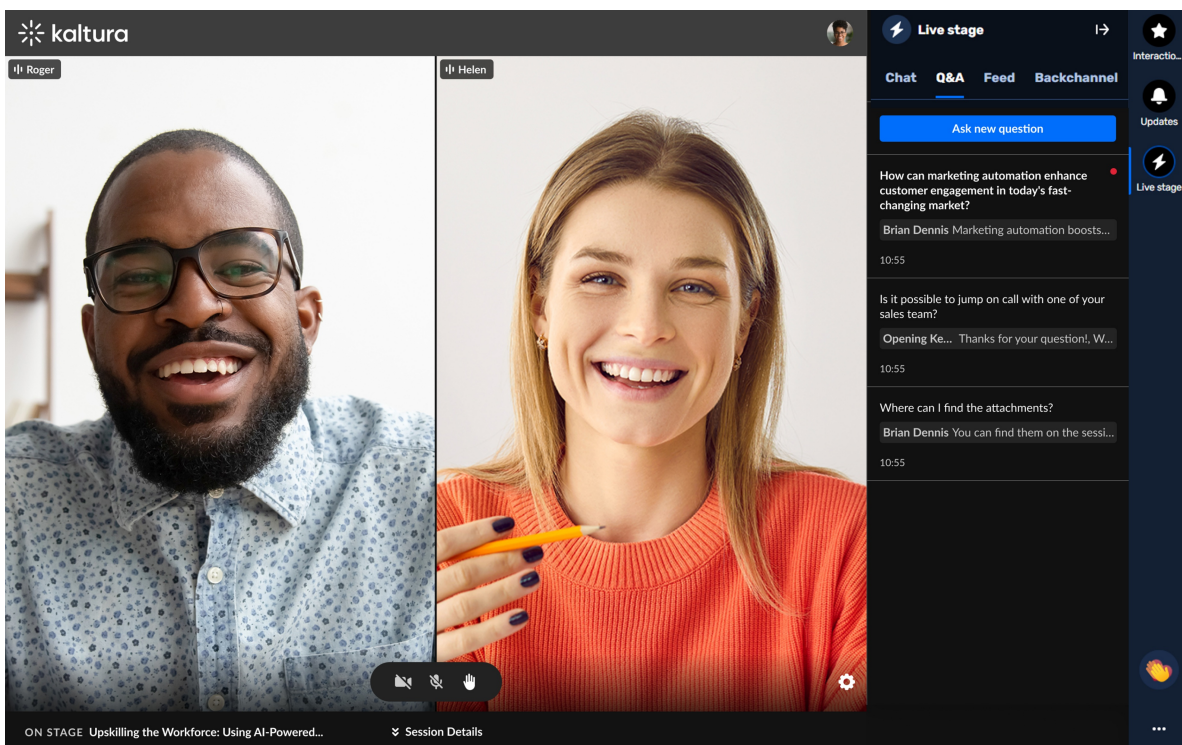 kaltura
Roger
Helen
Live stage
Chat Q&A Feed Backchannel
Ask new question
How can marketing automation enhance
customer engagement in today's fast-
changing market?
Brian Dennis Marketing automation boosts...
10:55
Is it possible to jump on call with one of your
sales team?
Opening Ke... Thanks for your question!, W...
10:55
Where can I find the attachments?
Brian Dennis You can find them on the sessi...
10:55
Interactio...
Updates
Live stage
ON STAGE Upskilling the Workforce: Using AI-Powered...
Session Details